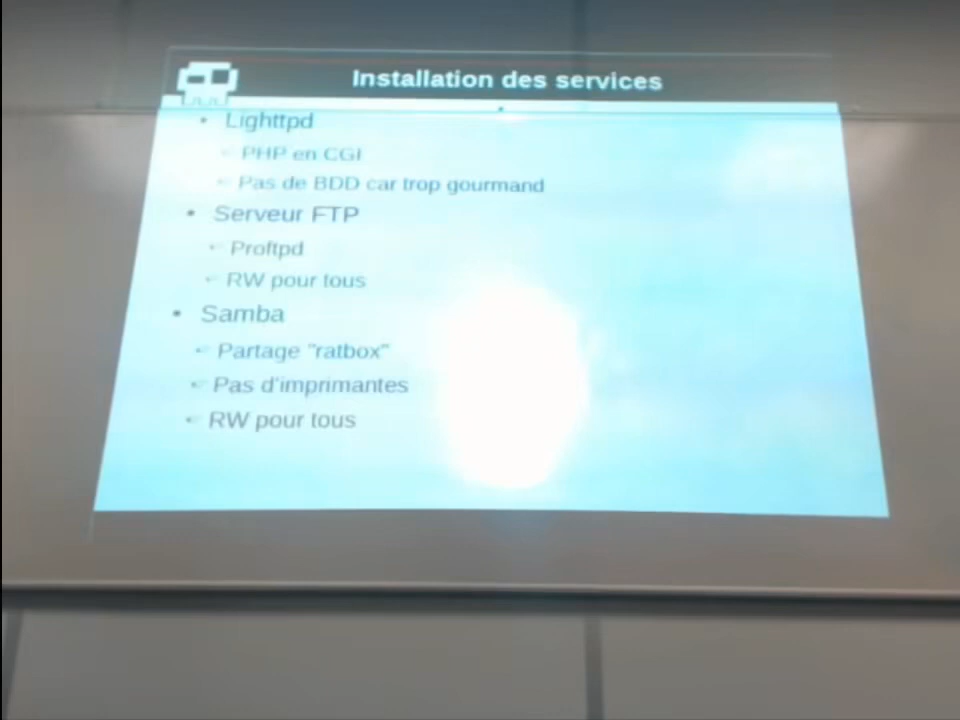 Installation des services
Lighttpd
PHP en CGI
Pas de BDD car trop gourmand
Serveur FTP
Proftpd
RW pour tous
Samba
Partage "ratbox"
Pas d'imprimantes
RW pour tous